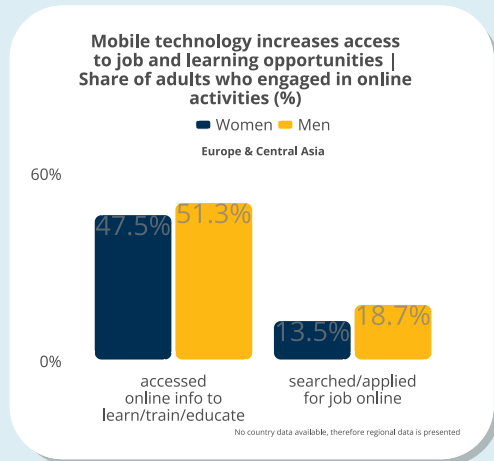 Mobile technology increases access
to job and learning opportunities |
Share of adults who engaged in online
activities (%)
Women Men
Europe & Central Asia
60%
47.5% 51.3%
13.5% 18.7%
0%
accessed
online info to
learn/train/educate
searched/applied
for job online
No country data available, therefore regional data is presented